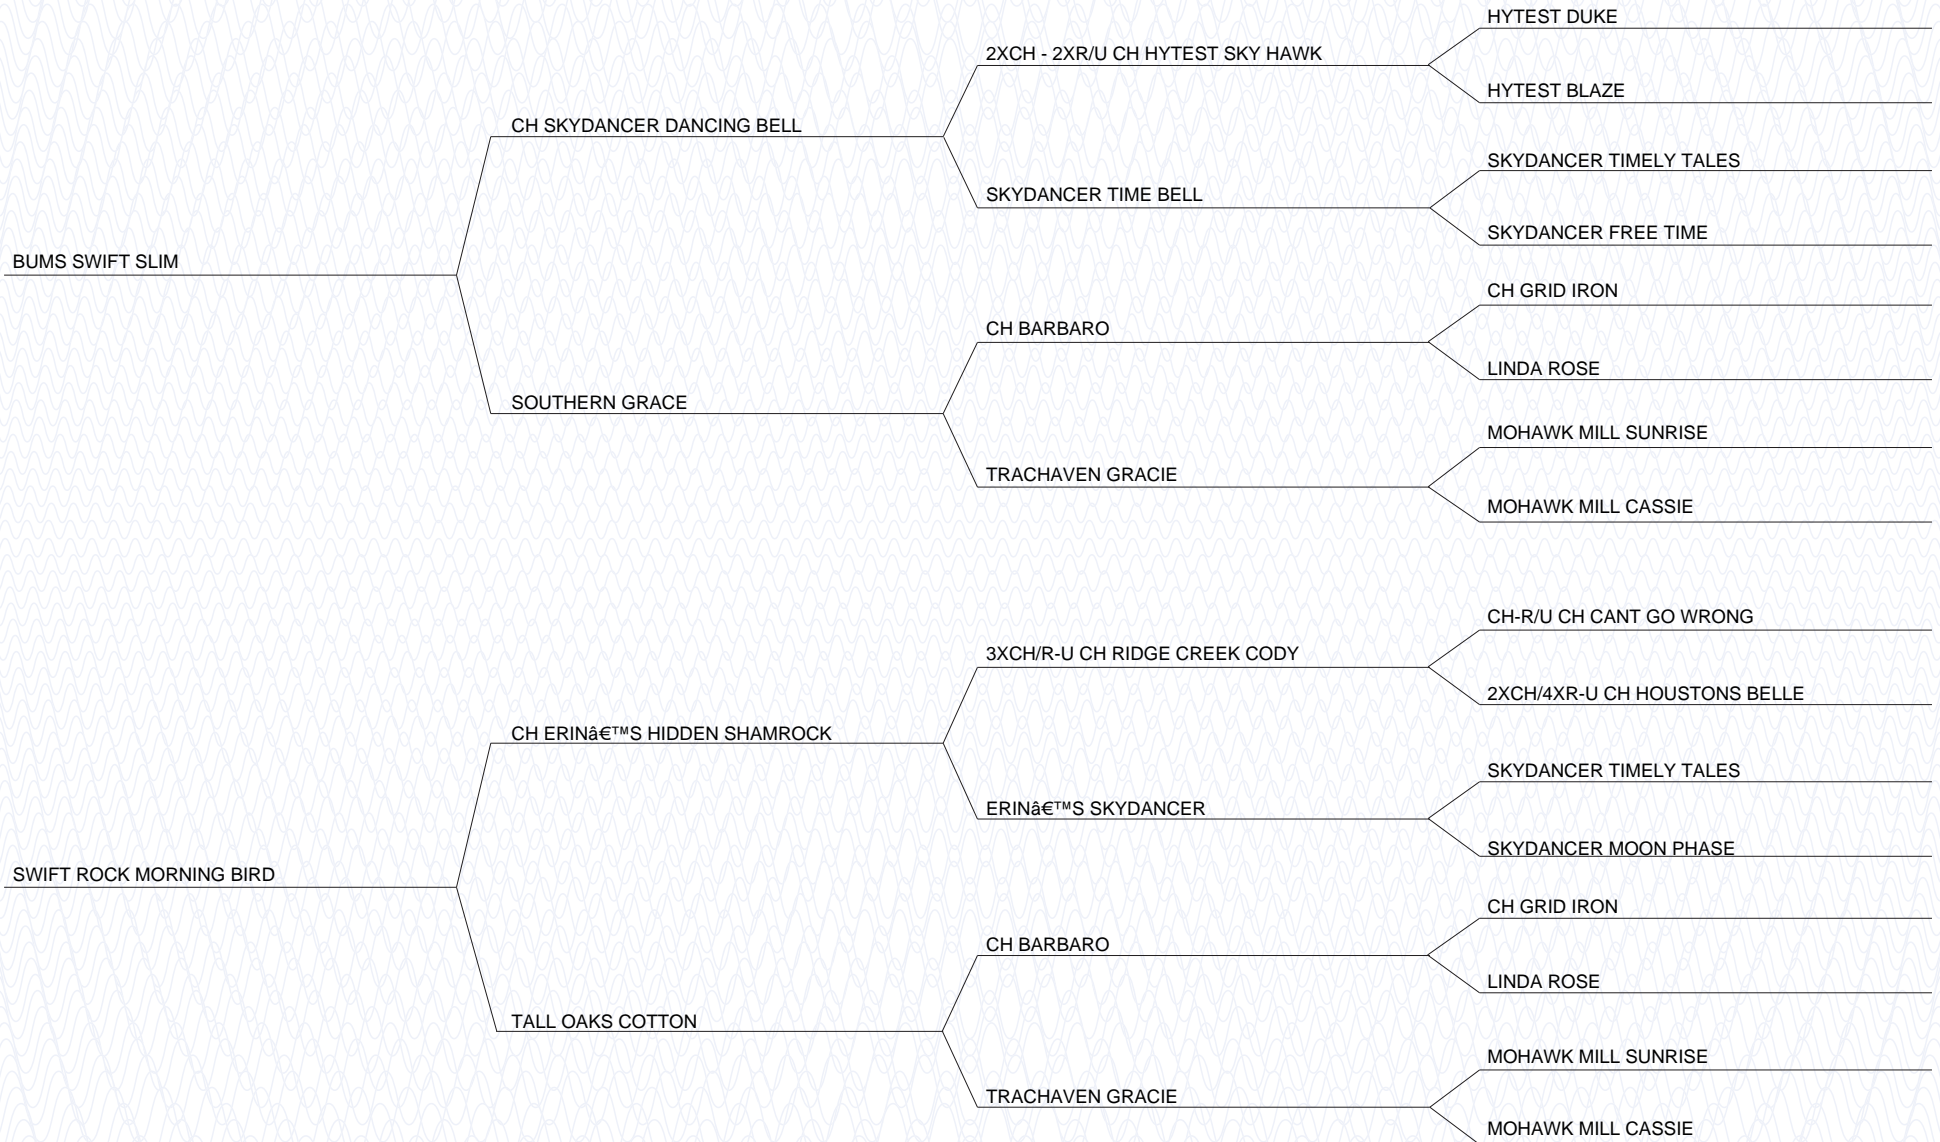 HYTEST DUKE
2XCH - 2XR/U CH HYTEST SKY HAWK
HYTEST BLAZE
CH SKYDANCER DANCING BELL
SKYDANCER TIMELY TALES
SKYDANCER TIME BELL
SKYDANCER FREE TIME
BUMS SWIFT SLIM
CH GRID IRON
CH BARBARO
LINDA ROSE
SOUTHERN GRACE
MOHAWK MILL SUNRISE
TRACHAVEN GRACIE
MOHAWK MILL CASSIE
CH-R/U CH CANT GO WRONG
3XCH/R-U CH RIDGE CREEK CODY
2XCH/4XR-U CH HOUSTONS BELLE
CH ERIN’S HIDDEN SHAMROCK
SKYDANCER TIMELY TALES
ERIN’S SKYDANCER
SKYDANCER MOON PHASE
SWIFT ROCK MORNING BIRD
CH GRID IRON
CH BARBARO
LINDA ROSE
TALL OAKS COTTON
MOHAWK MILL SUNRISE
TRACHAVEN GRACIE
MOHAWK MILL CASSIE